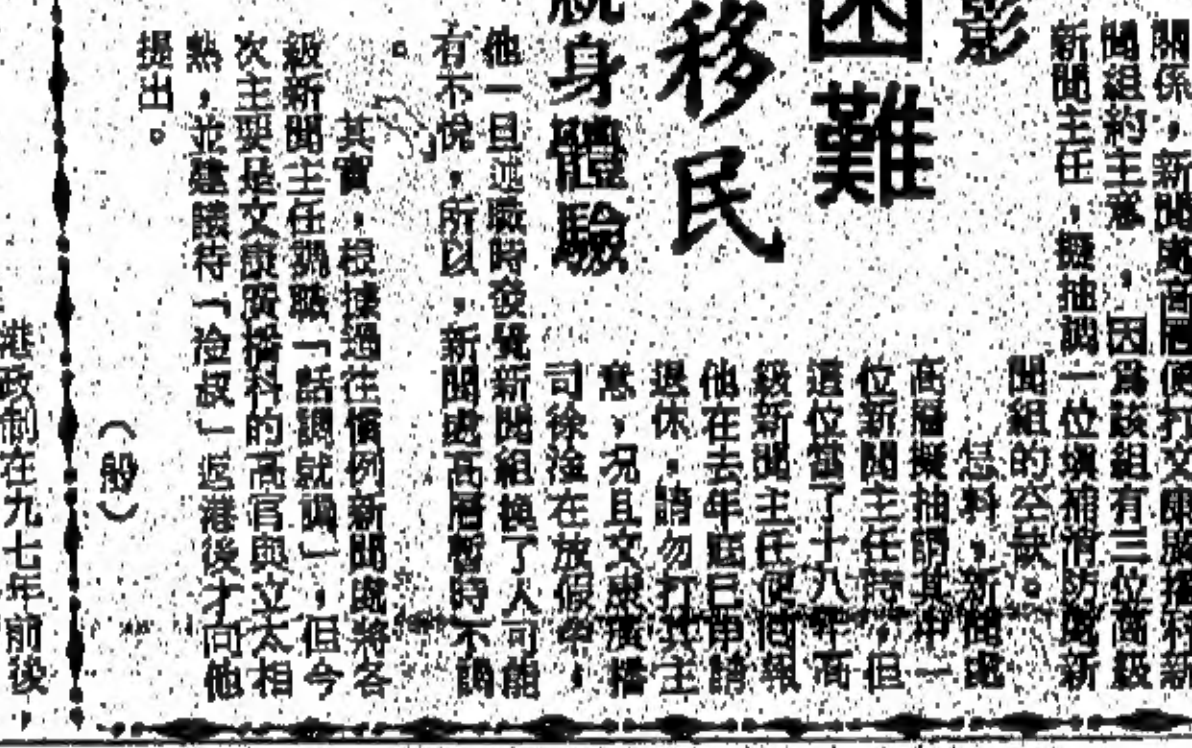 影
困難
移民
就身體驗
關係，新聞處高層便打文康廣播科新
聞組的主意，因為該組有三位高級
新聞主任，擬抽調一位填補消防處新
聞組的空缺。
怎料，新聞處
高層擬抽調其中一
位新聞主任時，但
這位當了十八年高
級新聞主任便向報
他在去年底已申請
退休，請勿打其主
意，況且文康廣播
司徐淦在放假中，
他一旦返職時發覺新聞組換了人可能
有不悅，所以，新聞處高層暫時不調
。
其實，根據過往慣例新聞處將各
級新聞主任調職「話調就調」，但今
次主要是文康廣播科的高官與立太相
熟，並建議待「淦叔」返港後才向他
提出。
（般）
港政制在九七年前後，